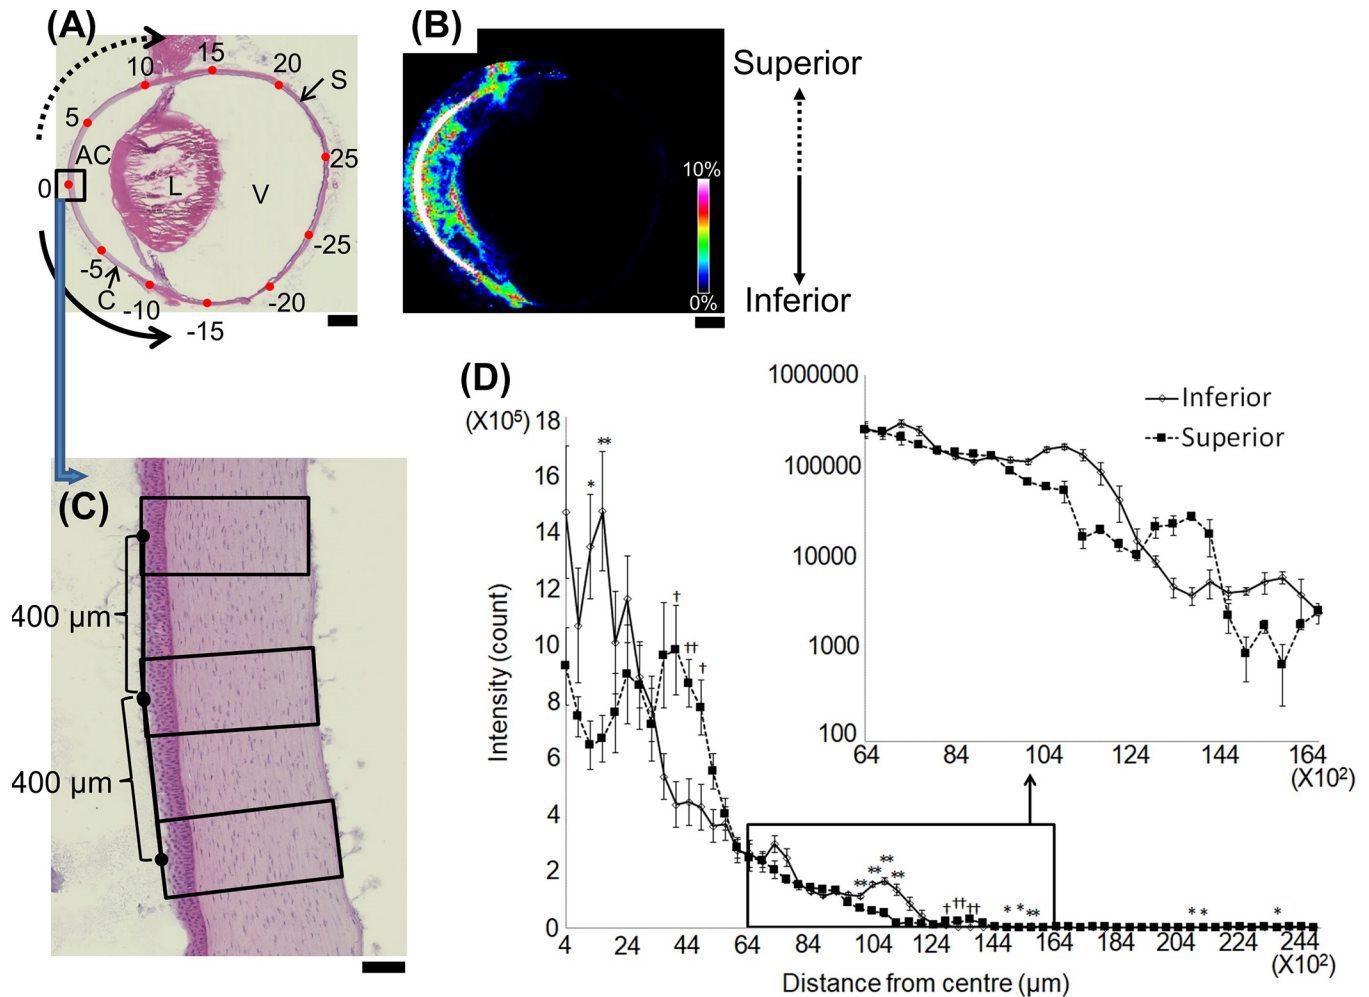 (A)
15
10
20
S
5
AC
25
0
L
V
-5
-25
C
-10
-20
-15
(B)
10%
0%
Superior
Inferior
(C)
400 µm
400 µm
(D)
(X10⁵)
18
16
14
12
10
8
6
4
2
0
Intensity (count)
** 
*
†
††
†
**
**
**
**
†
††
††
*
*
**
*
*
*
4 24 44 64 84 104 124 144 164 184 204 224 244
(X10²)
Distance from centre (µm)
1000000
100000
10000
1000
100
64 84 104 124 144 164
(X10²)
Inferior
Superior